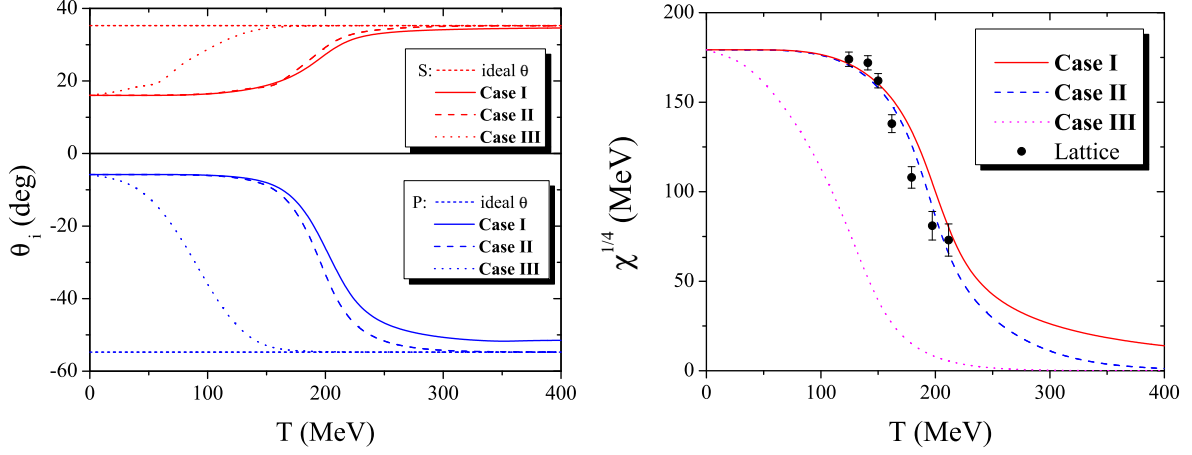 40
20
0
-20
-40
-60
θi (deg)
S: ideal θ
Case I
Case II
Case III
P: ideal θ
Case I
Case II
Case III
0 100 200 300 400
T (MeV)
200
150
100
50
0
χ1/4 (MeV)
Case I
Case II
Case III
Lattice
0 100 200 300 400
T (MeV)